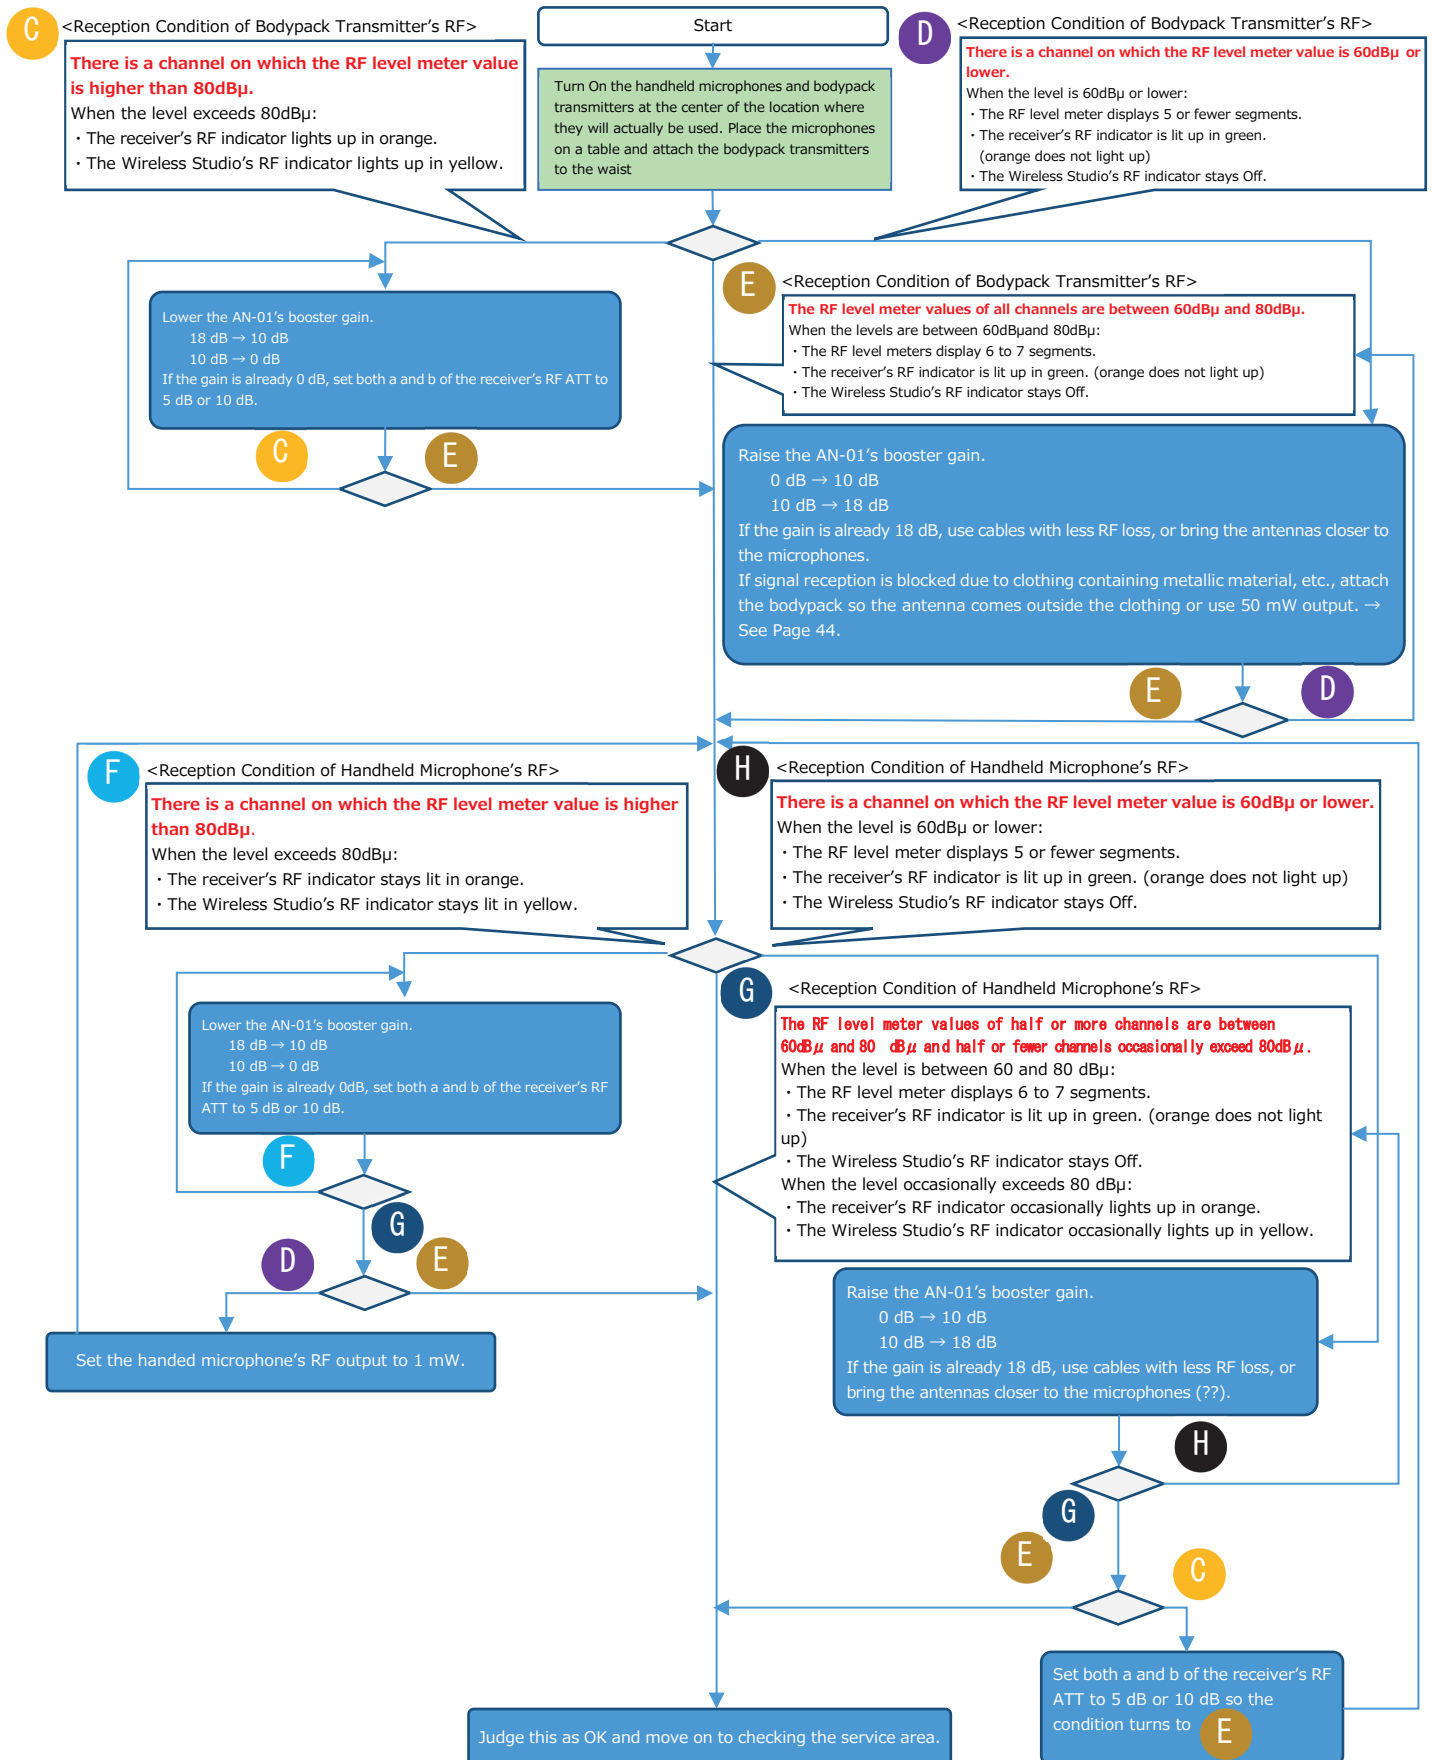 C
<Reception Condition of Bodypack Transmitter's RF>
There is a channel on which the RF level meter value
is higher than 80dBμ.
When the level exceeds 80dBμ:
・The receiver's RF indicator lights up in orange.
・The Wireless Studio's RF indicator lights up in yellow.
Start
Turn On the handheld microphones and bodypack
transmitters at the center of the location where
they will actually be used. Place the microphones
on a table and attach the bodypack transmitters
to the waist
D
<Reception Condition of Bodypack Transmitter's RF>
There is a channel on which the RF level meter value is 60dBμ or
lower.
When the level is 60dBμ or lower:
・The RF level meter displays 5 or fewer segments.
・The receiver's RF indicator is lit up in green.
(orange does not light up)
・The Wireless Studio's RF indicator stays Off.
E
<Reception Condition of Bodypack Transmitter's RF>
The RF level meter values of all channels are between 60dBμ and 80dBμ.
When the levels are between 60dBμand 80dBμ:
・The RF level meters display 6 to 7 segments.
・The receiver's RF indicator is lit up in green. (orange does not light up)
・The Wireless Studio's RF indicator stays Off.
Lower the AN-01's booster gain.
18 dB → 10 dB
10 dB → 0 dB
If the gain is already 0 dB, set both a and b of the receiver's RF ATT to
5 dB or 10 dB.
C
E
Raise the AN-01's booster gain.
0 dB → 10 dB
10 dB → 18 dB
If the gain is already 18 dB, use cables with less RF loss, or bring the antennas closer to
the microphones.
If signal reception is blocked due to clothing containing metallic material, etc., attach
the bodypack so the antenna comes outside the clothing or use 50 mW output. →
See Page 44.
E
D
F
<Reception Condition of Handheld Microphone's RF>
There is a channel on which the RF level meter value is higher
than 80dBμ.
When the level exceeds 80dBμ:
・The receiver's RF indicator stays lit in orange.
・The Wireless Studio's RF indicator stays lit in yellow.
H
<Reception Condition of Handheld Microphone's RF>
There is a channel on which the RF level meter value is 60dBμ or lower.
When the level is 60dBμ or lower:
・The RF level meter displays 5 or fewer segments.
・The receiver's RF indicator is lit up in green. (orange does not light up)
・The Wireless Studio's RF indicator stays Off.
G
<Reception Condition of Handheld Microphone's RF>
The RF level meter values of half or more channels are between
60dBμ and 80 dBμ and half or fewer channels occasionally exceed 80dBμ.
When the level is between 60 and 80 dBμ:
・The RF level meter displays 6 to 7 segments.
・The receiver's RF indicator is lit up in green. (orange does not light
up)
・The Wireless Studio's RF indicator stays Off.
When the level occasionally exceeds 80 dBμ:
・The receiver's RF indicator occasionally lights up in orange.
・The Wireless Studio's RF indicator occasionally lights up in yellow.
Lower the AN-01's booster gain.
18 dB → 10 dB
10 dB → 0 dB
If the gain is already 0dB, set both a and b of the receiver's RF
ATT to 5 dB or 10 dB.
F
G
D
E
Set the handed microphone's RF output to 1 mW.
Raise the AN-01's booster gain.
0 dB → 10 dB
10 dB → 18 dB
If the gain is already 18 dB, use cables with less RF loss, or
bring the antennas closer to the microphones (??).
H
G
E
C
Set both a and b of the receiver's RF
ATT to 5 dB or 10 dB so the
condition turns to E
Judge this as OK and move on to checking the service area.